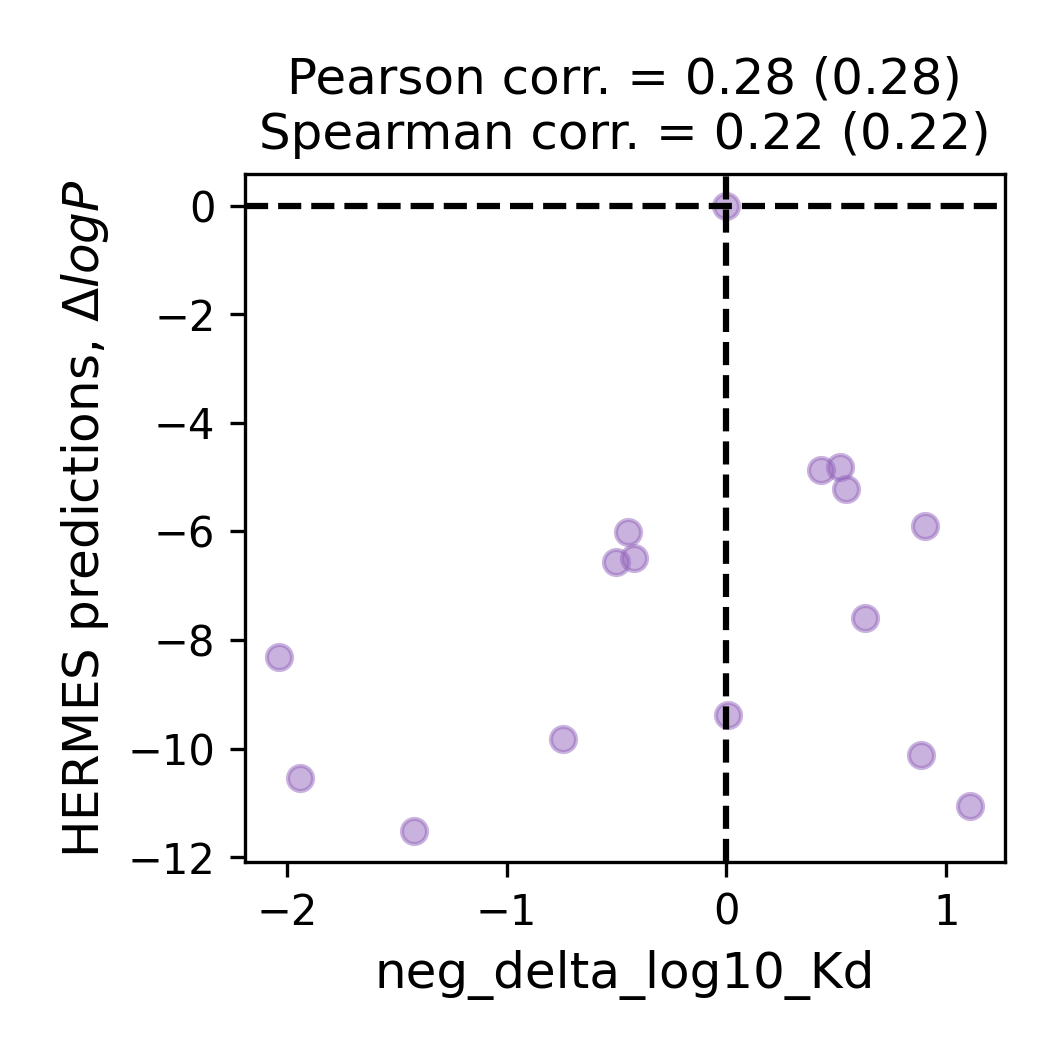 Pearson corr. = 0.28 (0.28)
Spearman corr. = 0.22 (0.22)
HERMES predictions, ΔlogP
0
−2
−4
−6
−8
−10
−12
−2
−1
0
1
neg_delta_log10_Kd